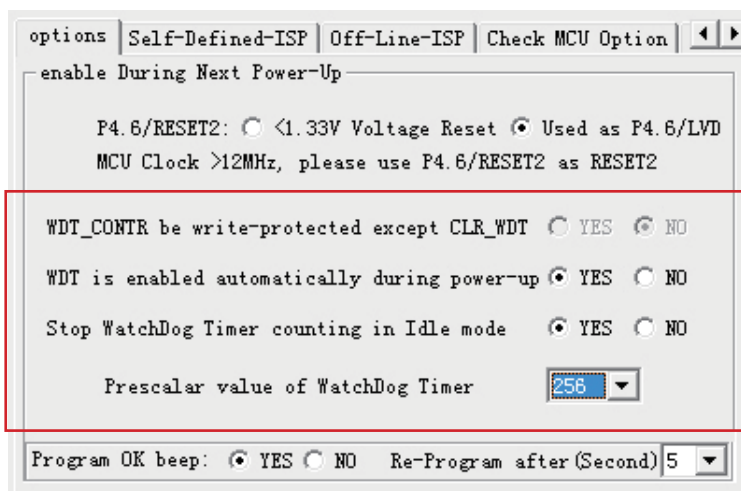 options Self-Defined-ISP Off-Line-ISP Check MCU Option
enable During Next Power-Up
P4.6/RESET2: <1.33V Voltage Reset Used as P4.6/LVD
MCU Clock >12MHz, please use P4.6/RESET2 as RESET2
WDT_CONTR be write-protected except CLR_WDT YES NO
WDT is enabled automatically during power-up YES NO
Stop WatchDog Timer counting in Idle mode YES NO
Prescalar value of WatchDog Timer 256
Program OK beep: YES NO Re-Program after(Second) 5